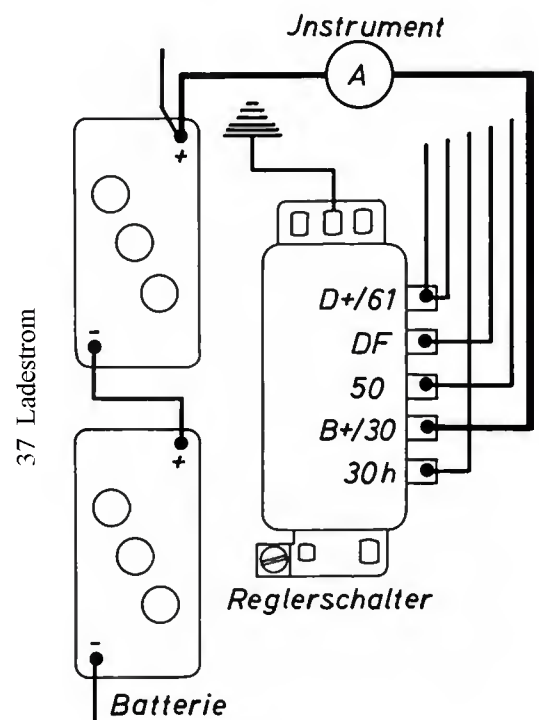 Jnstrument
A
+
-
+
-
D+/61
DF
50
B+/30
30h
Reglerschalter
Batterie
37 Ladestrom